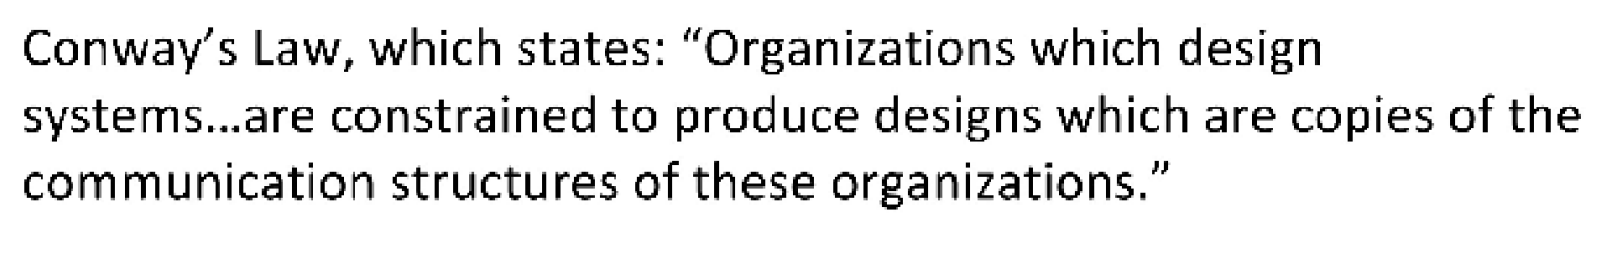 Conway’s Law, which states: “Organizations which design
systems...are constrained to produce designs which are copies of the
communication structures of these organizations.”